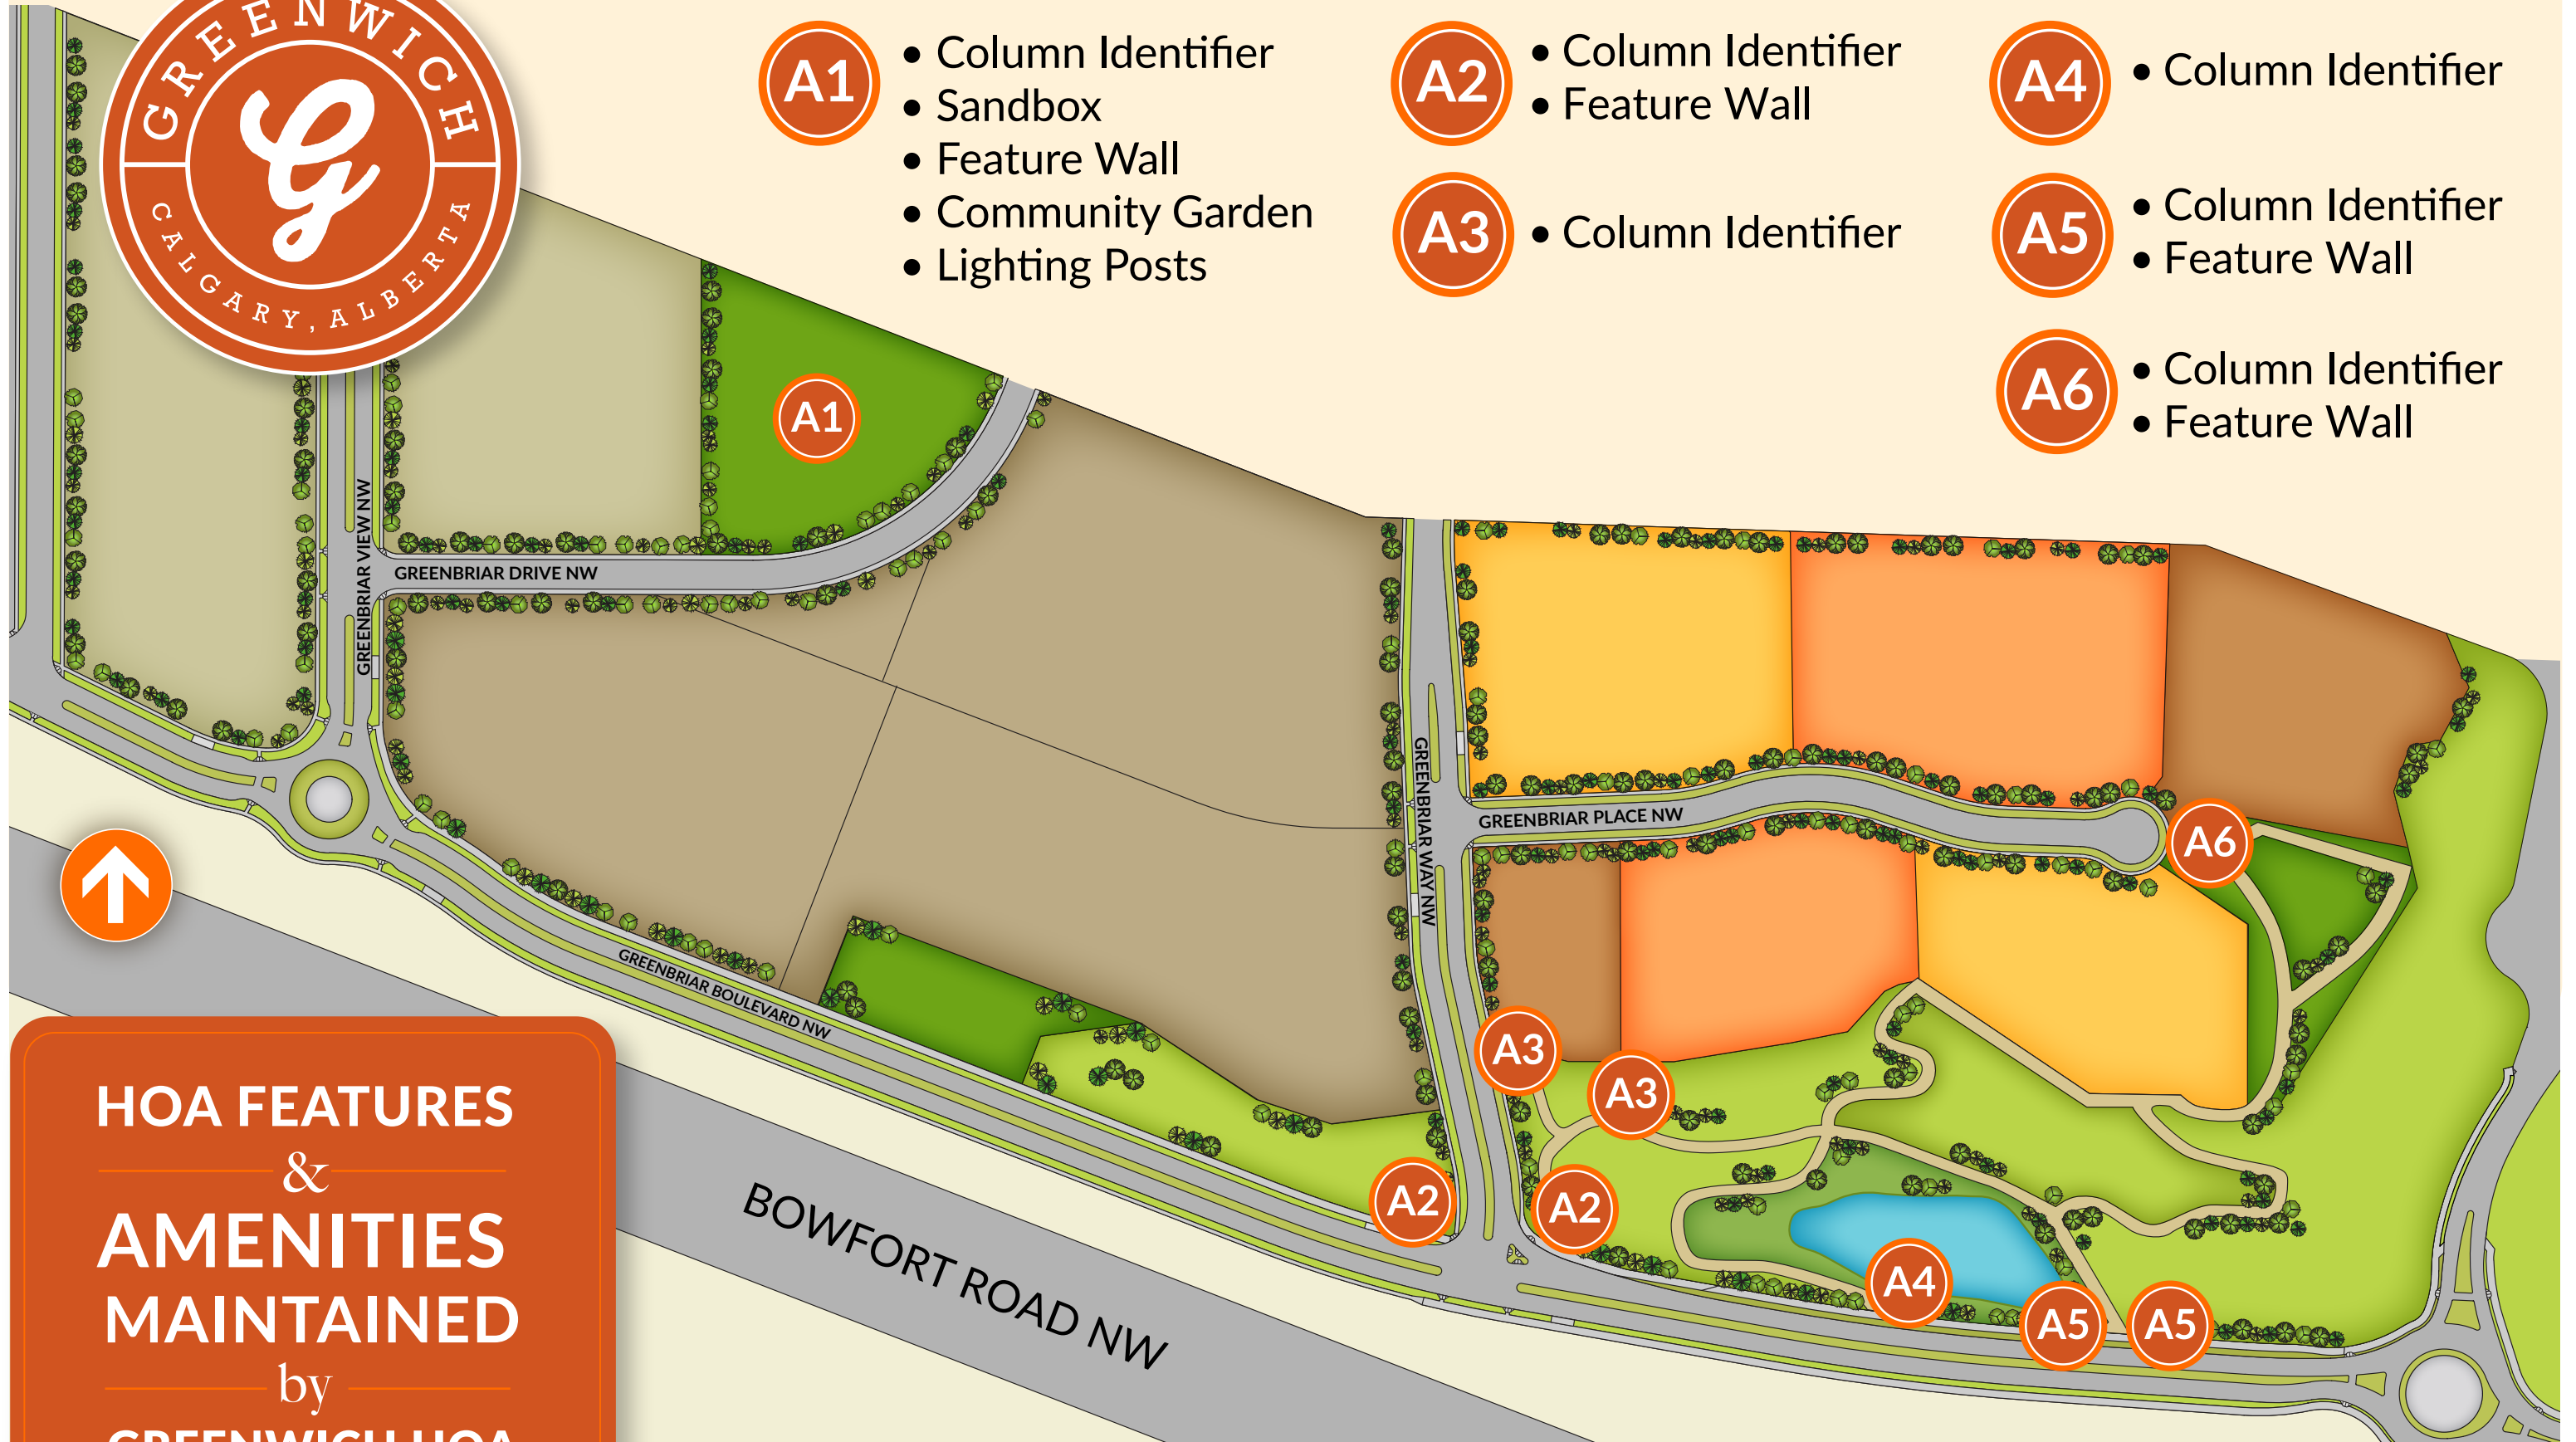 GREENWICH
G
CALGARY, ALBERTA
A1
• Column Identifier
• Sandbox
• Feature Wall
• Community Garden
• Lighting Posts
A2
• Column Identifier
• Feature Wall
A3
• Column Identifier
A4
• Column Identifier
A5
• Column Identifier
• Feature Wall
A6
• Column Identifier
• Feature Wall
A1
GREENBRIAR VIEW NW
GREENBRIAR DRIVE NW
GREENBRIAR WAY NW
GREENBRIAR PLACE NW
A6
GREENBRIAR BOULEVARD NW
A3
A3
A2
A2
A4
A5
A5
BOWFORT ROAD NW
HOA FEATURES
&
AMENITIES
MAINTAINED
by
GREENWICH HOA